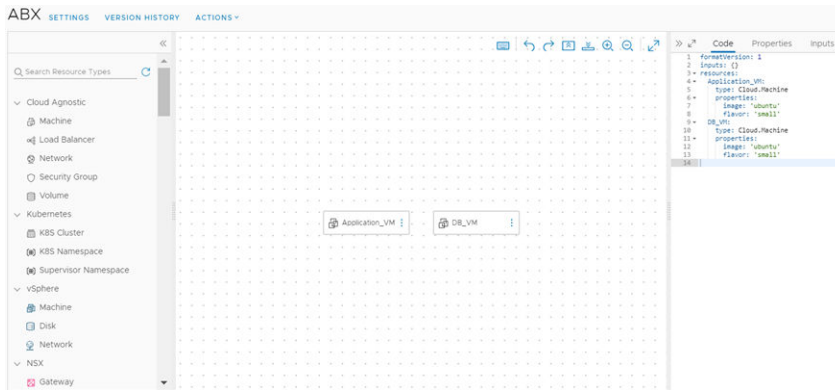 ABX SETTINGS VERSION HISTORY ACTIONS
Search Resource Types
Cloud Agnostic
Machine
Load Balancer
Network
Security Group
Volume
Kubernetes
K8S Cluster
K8S Namespace
Supervisor Namespace
vSphere
Machine
Disk
Network
NSX
Gateway
Application_VM
DB_VM
Code Properties Inputs
1 formatVersion: 1
2 inputs: {}
3 resources:
4 Application_VM:
5 type: Cloud.Machine
6 properties:
7 image: 'ubuntu'
8 flavor: 'small'
9 DB_VM:
10 type: Cloud.Machine
11 properties:
12 image: 'ubuntu'
13 flavor: 'small'
14